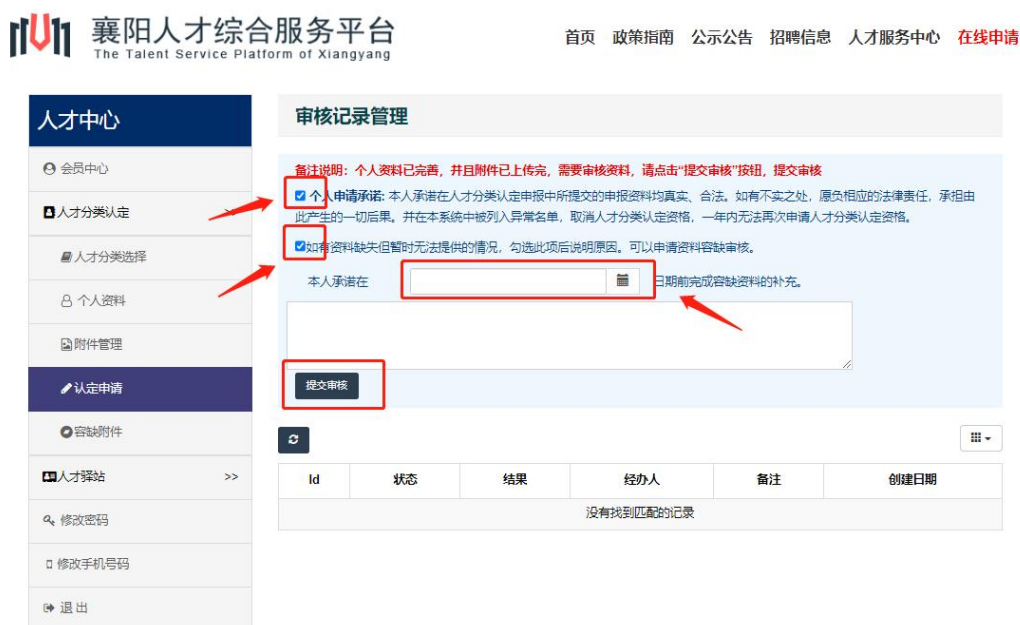 襄阳人才综合服务平台
The Talent Service Platform of Xiangyang
首页 政策指南 公示公告 招聘信息 人才服务中心 在线申请
人才中心
会员中心
人才分类认定
人才分类选择
个人资料
附件管理
认定申请
容缺附件
人才驿站 >>
修改密码
修改手机号码
退出
审核记录管理
备注说明：个人资料已完善，并且附件已上传完，需要审核资料，请点击“提交审核”按钮，提交审核
个人申请承诺: 本人承诺在人才分类认定申报中所提交的申报资料均真实、合法。如有不实之处，愿负相应的法律责任，承担由
此产生的一切后果。并在本系统中被列入异常名单，取消人才分类认定资格，一年内无法再次申请人才分类认定资格。
如有资料缺失但暂时无法提供的情况，勾选此项后说明原因。可以申请资料容缺审核。
本人承诺在 日期前完成容缺资料的补充。
提交审核
Id 状态 结果 经办人 备注 创建日期
没有找到匹配的记录